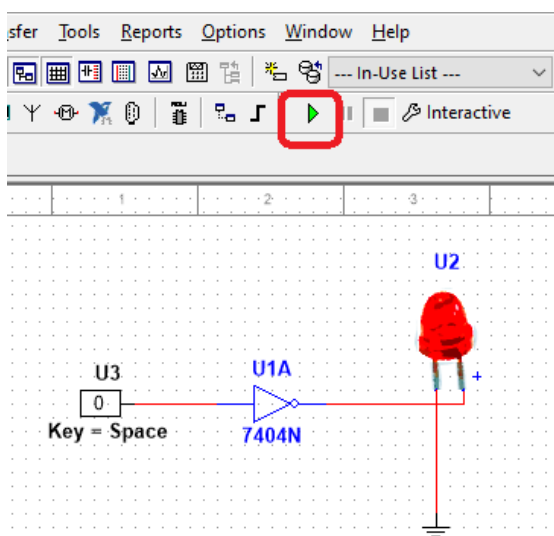 sfer Tools Reports Options Window Help
--- In-Use List ---
Interactive
1 2 3
U2
+
U3
U1A
0
Key = Space
7404N